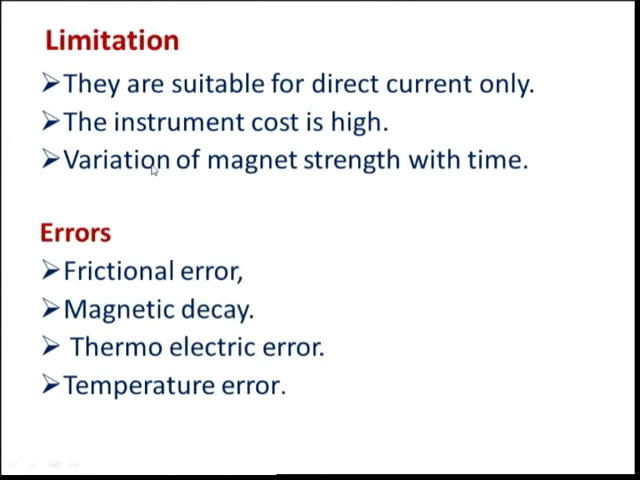 Limitation
➢They are suitable for direct current only.
➢The instrument cost is high.
➢Variation of magnet strength with time.
Errors
➢Frictional error,
➢Magnetic decay.
➢ Thermo electric error.
➢Temperature error.